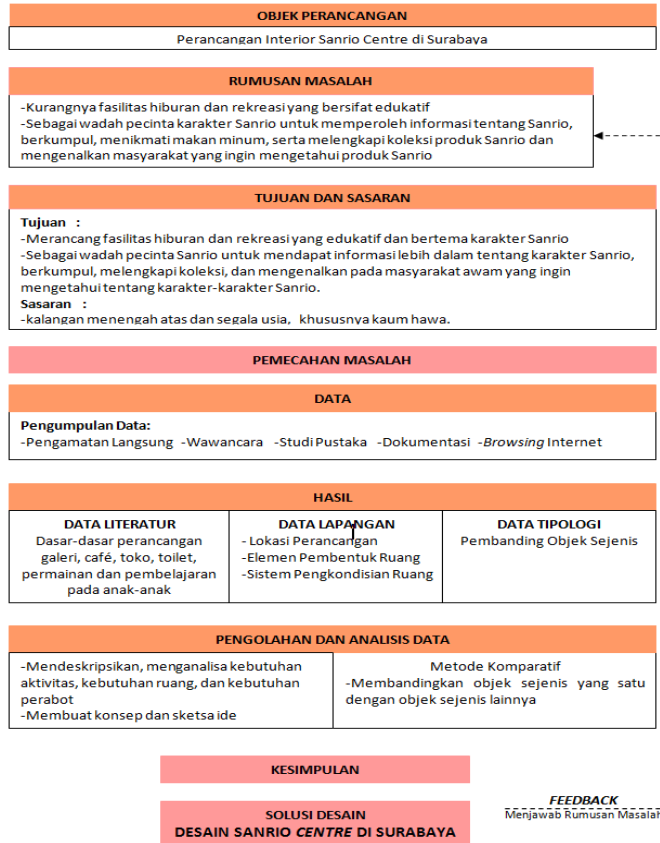 OBJEK PERANCANGAN
Perancangan Interior Sanrio Centre di Surabaya
RUMUSAN MASALAH
-Kurangnya fasilitas hiburan dan rekreasi yang bersifat edukatif
-Sebagai wadah pecinta karakter Sanrio untuk memperoleh informasi tentang Sanrio,
berkumpul, menikmati makan minum, serta melengkapi koleksi produk Sanrio dan
mengenalkan masyarakat yang ingin mengetahui produk Sanrio
TUJUAN DAN SASARAN
Tujuan :
-Merancang fasilitas hiburan dan rekreasi yang edukatif dan bertema karakter Sanrio
-Sebagai wadah pecinta Sanrio untuk mendapat informasi lebih dalam tentang karakter Sanrio,
berkumpul, melengkapi koleksi, dan mengenalkan pada masyarakat awam yang ingin
mengetahui tentang karakter-karakter Sanrio.
Sasaran :
-kalangan menengah atas dan segala usia, khususnya kaum hawa.
PEMECAHAN MASALAH
DATA
Pengumpulan Data:
-Pengamatan Langsung -Wawancara -Studi Pustaka -Dokumentasi -Browsing Internet
HASIL
DATA LITERATUR
Dasar-dasar perancangan
galeri, café, toko, toilet,
permainan dan pembelajaran
pada anak-anak
DATA LAPANGAN
- Lokasi Perancangan
-Elemen Pembentuk Ruang
-Sistem Pengkondisian Ruang
DATA TIPOLOGI
Pembanding Objek Sejenis
PENGOLAHAN DAN ANALISIS DATA
-Mendeskripsikan, menganalisa kebutuhan
aktivitas, kebutuhan ruang, dan kebutuhan
perabot
-Membuat konsep dan sketsa ide
Metode Komparatif
-Membandingkan objek sejenis yang satu
dengan objek sejenis lainnya
KESIMPULAN
SOLUSI DESAIN
DESAIN SANRIO CENTRE DI SURABAYA
FEEDBACK
Menjawab Rumusan Masalah